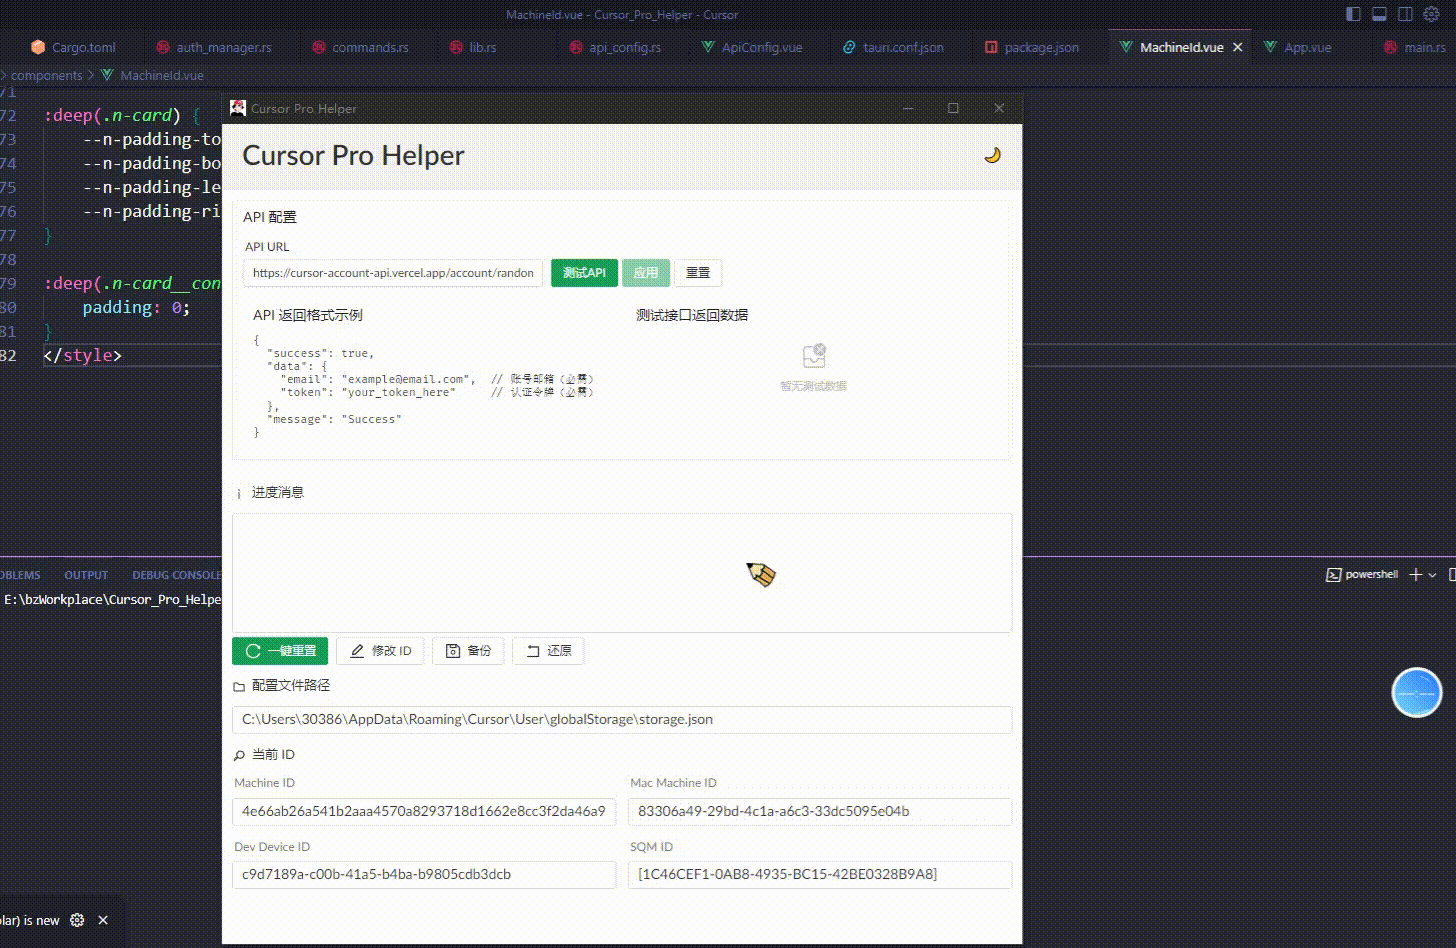 MachineId.vue - Cursor_Pro_Helper - Cursor
Cargo.toml auth_manager.rs commands.rs lib.rs api_config.rs ApiConfig.vue tauri.conf.json package.json MachineId.vue App.vue main.rs
components > MachineId.vue
71
72 :deep(.n-card) {
73 --n-padding-to
74 --n-padding-bo
75 --n-padding-le
76 --n-padding-ri
77 }
78
79 :deep(.n-card__con
80 padding: 0;
81 }
82 </style>
OBLEMS OUTPUT DEBUG CONSOLE
powershell
E:\bzWorkplace\Cursor_Pro_Helpe
olar) is new
Cursor Pro Helper
Cursor Pro Helper
API 配置
API URL
https://cursor-account-api.vercel.app/account/random 测试API 应用 重置
API 返回格式示例
{
"success": true,
"data": {
"email": "example@email.com", // 账号邮箱（必需）
"token": "your_token_here" // 认证令牌（必需）
},
"message": "Success"
}
测试接口返回数据
暂无测试数据
进度消息
一键重置 修改 ID 备份 还原
配置文件路径
C:\Users\30386\AppData\Roaming\Cursor\User\globalStorage\storage.json
当前 ID
Machine ID Mac Machine ID
4e66ab26a541b2aaa4570a8293718d1662e8cc3f2da46a9 83306a49-29bd-4c1a-a6c3-33dc5095e04b
Dev Device ID SQM ID
c9d7189a-c00b-41a5-b4ba-b9805cdb3dcb [1C46CEF1-0AB8-4935-BC15-42BE0328B9A8]